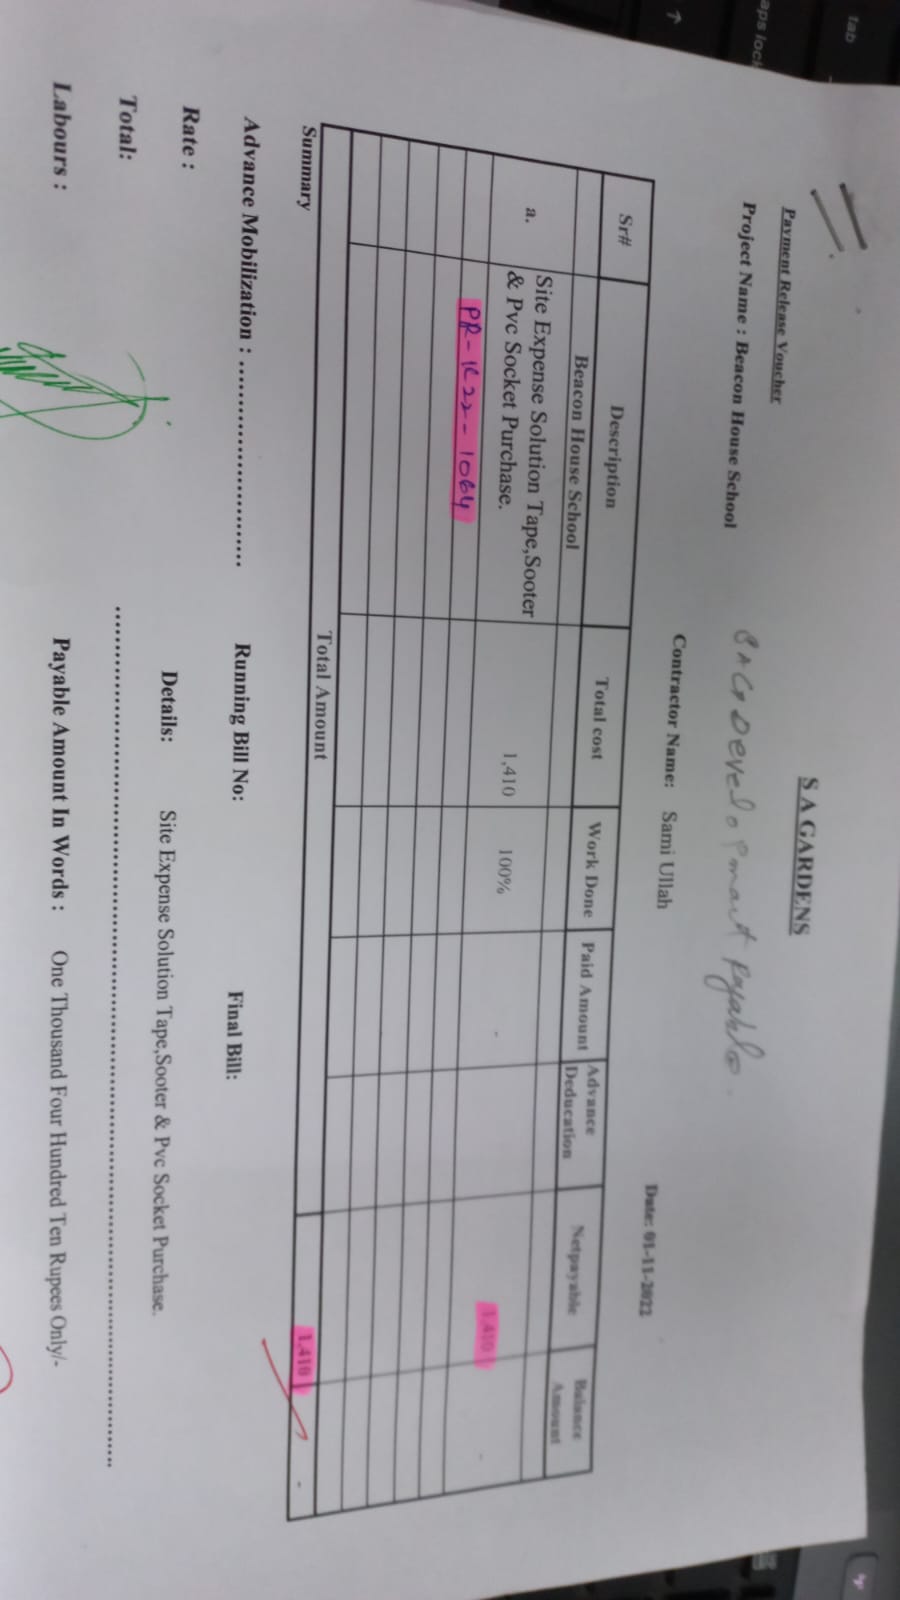 S A GARDENS
Payment Release Voucher
Project Name : Beacon House School
Payable.
Contractor Name: Sami Ullah
Date: 01-11-2022
Sr# Description Total cost Work Done Paid Amount Advance Deducation Netpayable Balance Amount
Beacon House School
a. Site Expense Solution Tape,Sooter & Pvc Socket Purchase. 1,410 100% - 1,410 -
1064
Total Amount 1,410 -
Summary
Advance Mobilization : ........................ Running Bill No: Final Bill:
Rate : Details: Site Expense Solution Tape,Sooter & Pvc Socket Purchase.
Total:
Labours : Payable Amount In Words : One Thousand Four Hundred Ten Rupees Only/-
tab
caps lock